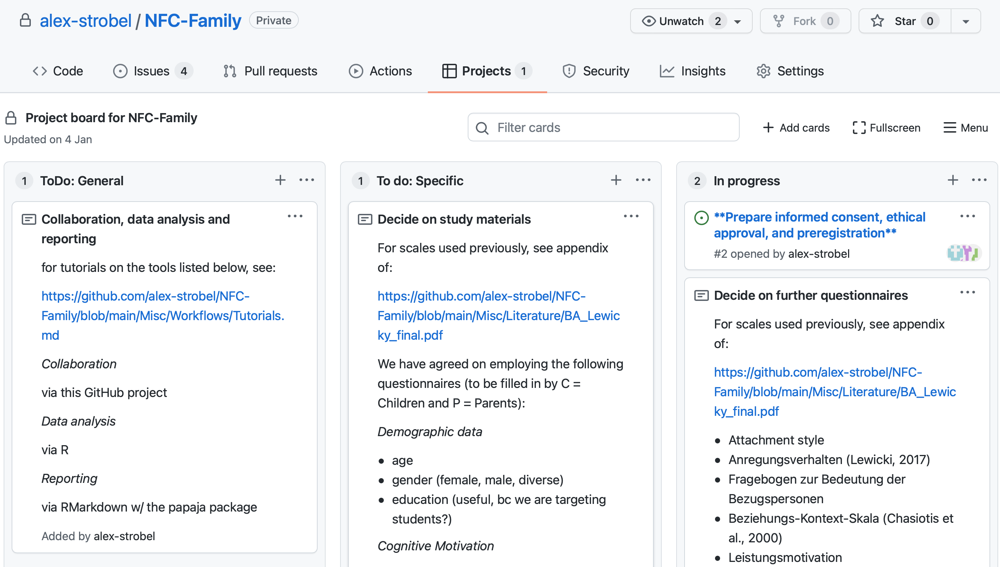 alex-strobel / NFC-Family Private
Unwatch 2
Fork 0
Star 0
Code
Issues 4
Pull requests
Actions
Projects 1
Security
Insights
Settings
Project board for NFC-Family
Updated on 4 Jan
Filter cards
Add cards
Fullscreen
Menu
1 ToDo: General
Collaboration, data analysis and
reporting
for tutorials on the tools listed below, see:
https://github.com/alex-strobel/NFC-
Family/blob/main/Misc/Workflows/Tutorials.
md
Collaboration
via this GitHub project
Data analysis
via R
Reporting
via RMarkdown w/ the papaja package
Added by alex-strobel
1 To do: Specific
Decide on study materials
For scales used previously, see appendix
of:
https://github.com/alex-strobel/NFC-
Family/blob/main/Misc/Literature/BA_Lewic
ky_final.pdf
We have agreed on employing the following
questionnaires (to be filled in by C =
Children and P = Parents):
Demographic data
• age
• gender (female, male, diverse)
• education (useful, bc we are targeting
students?)
Cognitive Motivation
2 In progress
**Prepare informed consent, ethical
approval, and preregistration**
#2 opened by alex-strobel
Decide on further questionnaires
For scales used previously, see appendix
of:
https://github.com/alex-strobel/NFC-
Family/blob/main/Misc/Literature/BA_Lewic
ky_final.pdf
• Attachment style
• Anregungsverhalten (Lewicki, 2017)
• Fragebogen zur Bedeutung der
Bezugspersonen
• Beziehungs-Kontext-Skala (Chasiotis et
al., 2000)
• Leistungsmotivation